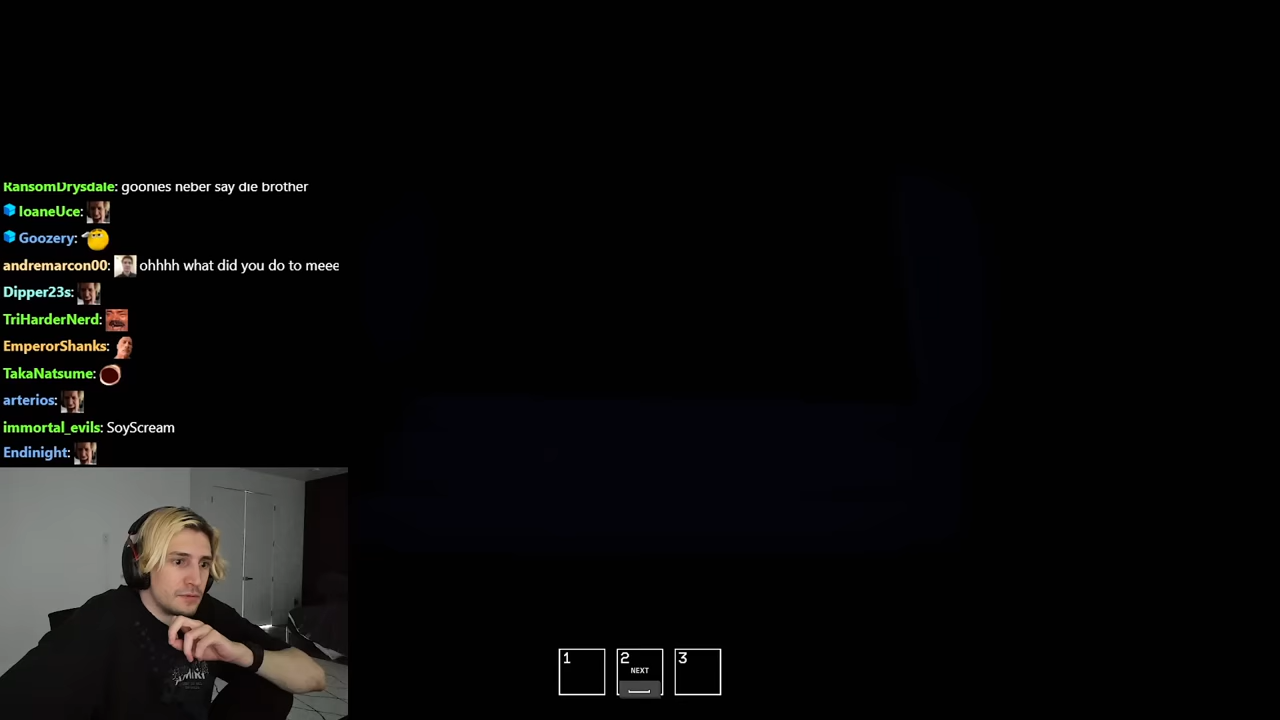 RansomDrysdale: goonies neber say die brother
IoaneUce:
Goozery:
andremarcon00: ohhhh what did you do to meee
Dipper23s:
TriHarderNerd:
EmperorShanks:
TakaNatsume:
arterios:
immortal_evils: SoyScream
Endinight:
1 2 3
NEXT